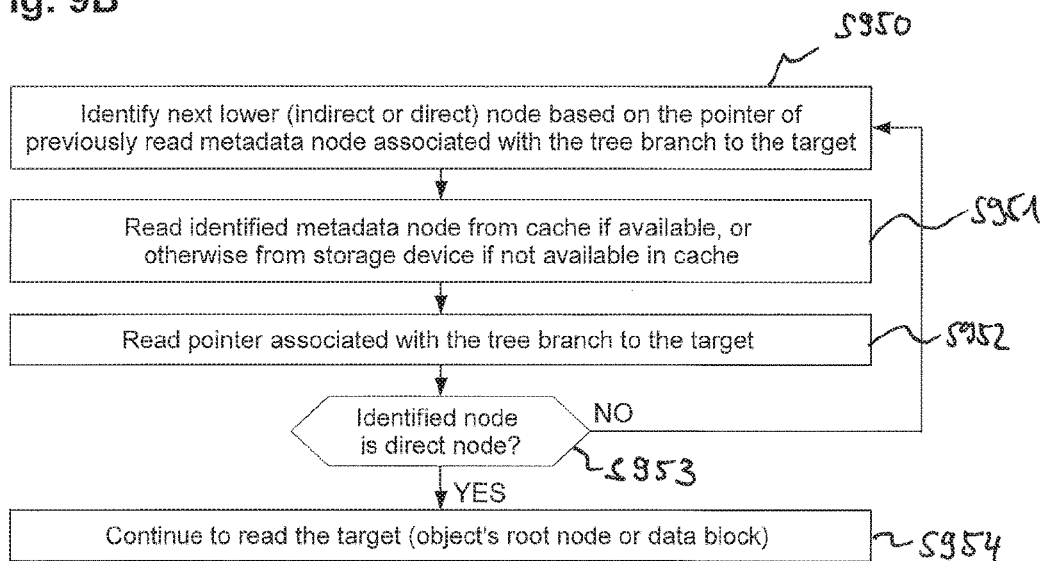 ig. 9B
S950
Identify next lower (indirect or direct) node based on the pointer of
previously read metadata node associated with the tree branch to the target
Read identified metadata node from cache if available, or
otherwise from storage device if not available in cache
S951
Read pointer associated with the tree branch to the target
S952
Identified node
is direct node?
NO
S953
YES
Continue to read the target (object's root node or data block)
S954